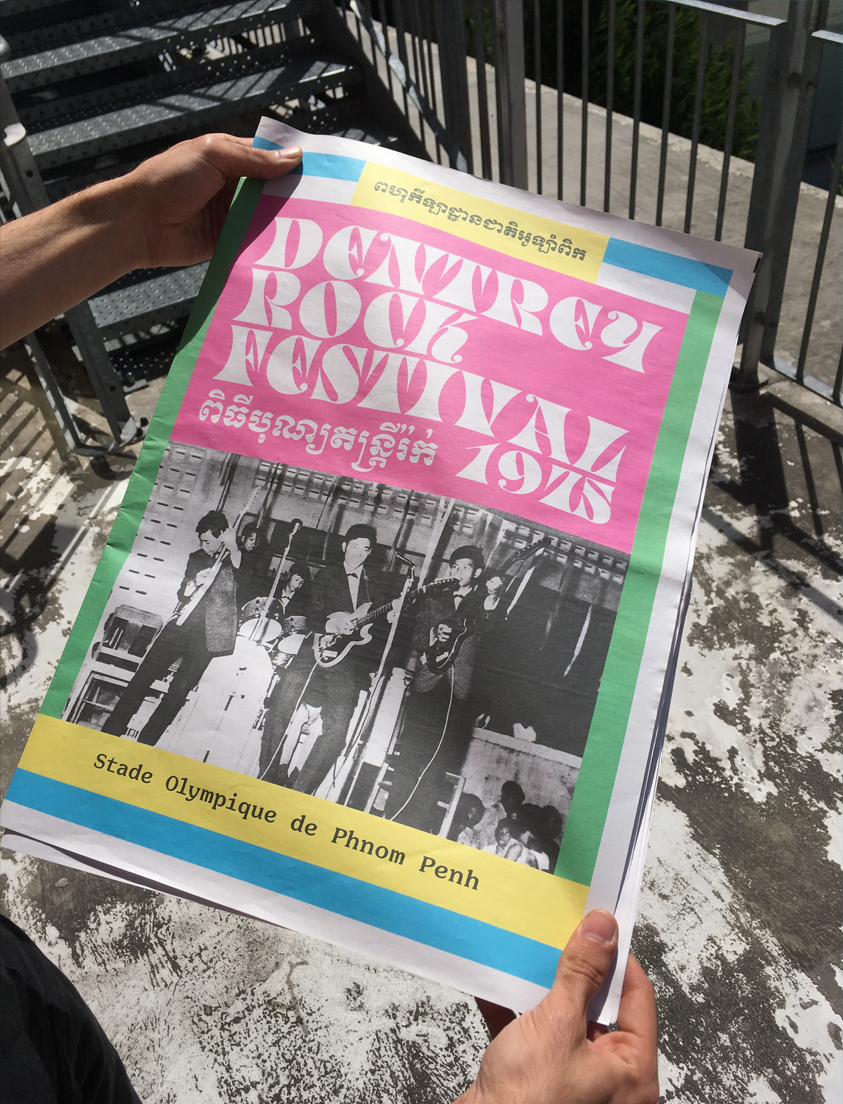 ពហុកីឡាដ្ឋានជាតិអូឡាំពិក
DENTREY
ROCK
FESTIVAL
ពិធីបុណ្យតន្ត្រីរ៉ក់ 1975
Stade Olympique de Phnom Penh